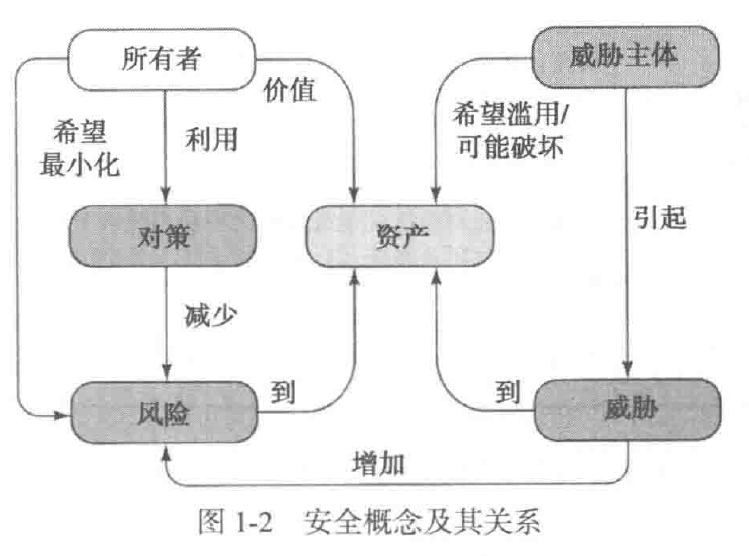 所有者
威胁主体
价值
希望
最小化
利用
希望滥用/
可能破坏
对策
资产
引起
减少
风险
到
到
威胁
增加
图 1-2 安全概念及其关系